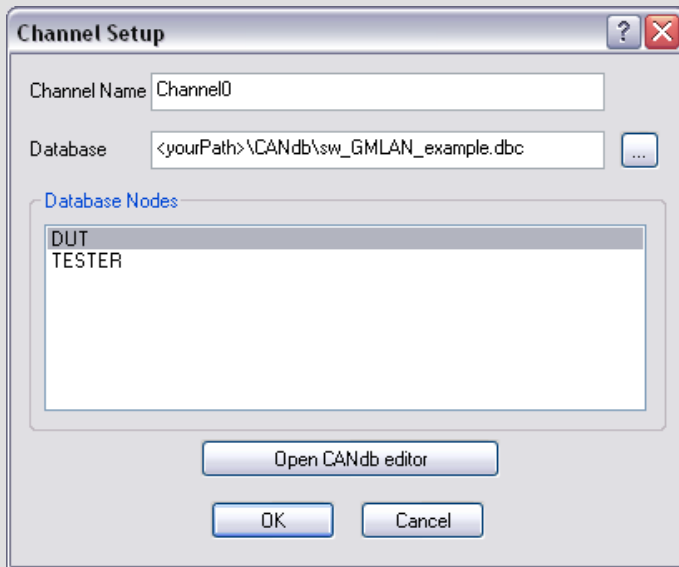 Channel Setup
?
Channel Name Channel0
Database <yourPath>\CANdb\sw_GMLAN_example.dbc ...
Database Nodes
DUT
TESTER
Open CANdb editor
OK Cancel